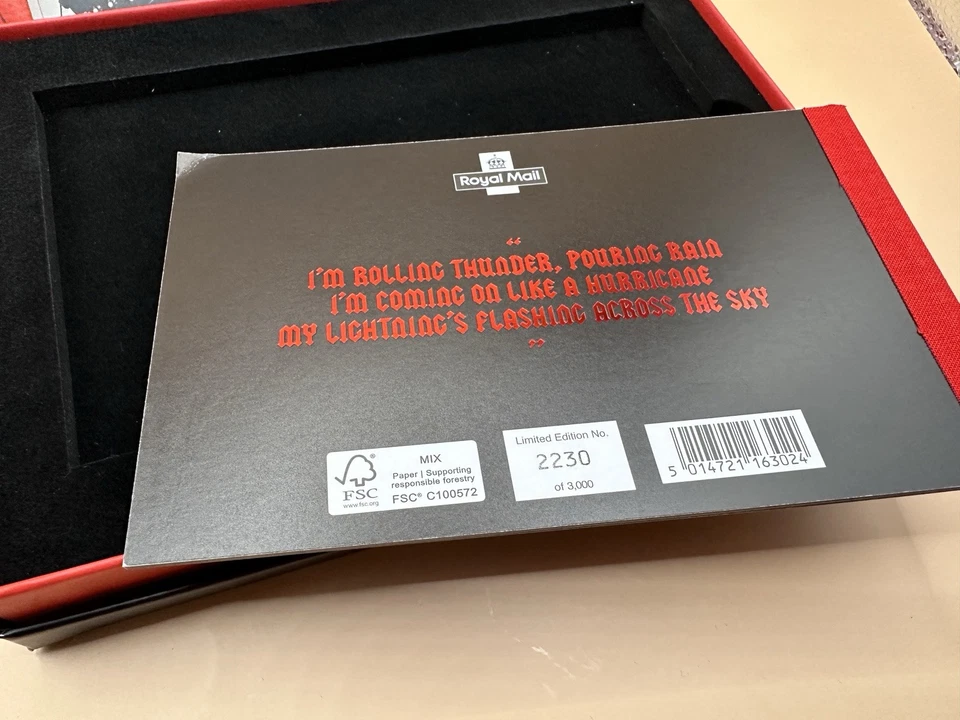 Royal Mail
“
I'M ROLLING THUNDER, POURING RAIN
I'M COMING ON LIKE A HURRICANE
MY LIGHTNING'S FLASHING ACROSS THE SKY
”
FSC®
www.fsc.org
MIX
Paper | Supporting
responsible forestry
FSC® C100572
Limited Edition No.
2230
of 3,000
5 014721 163024